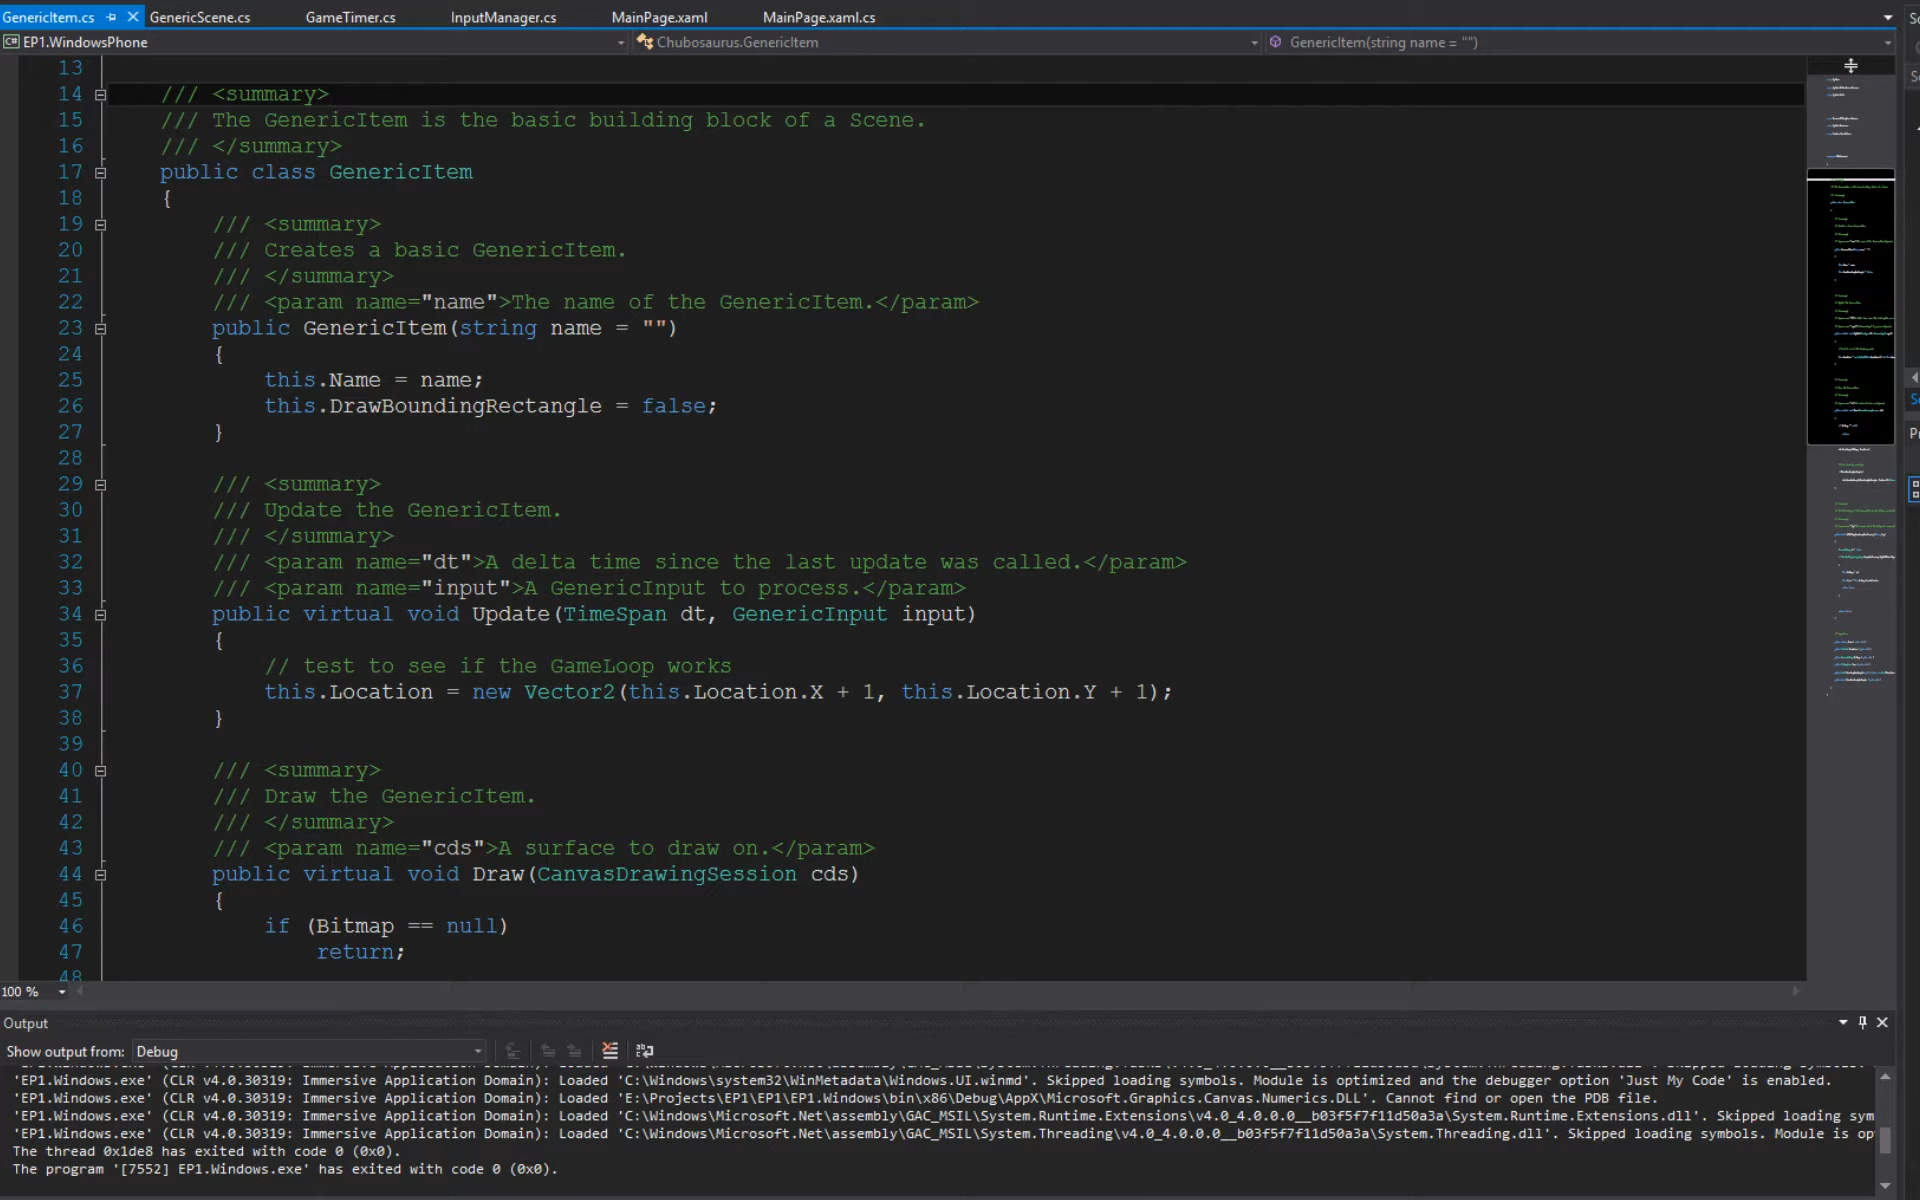 GenericItem.cs GenericScene.cs GameTimer.cs InputManager.cs MainPage.xaml MainPage.xaml.cs
C# EP1.WindowsPhone Chubosaurus.GenericItem GenericItem(string name = "")
13
14 /// <summary>
15 /// The GenericItem is the basic building block of a Scene.
16 /// </summary>
17 public class GenericItem
18 {
19 /// <summary>
20 /// Creates a basic GenericItem.
21 /// </summary>
22 /// <param name="name">The name of the GenericItem.</param>
23 public GenericItem(string name = "")
24 {
25 this.Name = name;
26 this.DrawBoundingRectangle = false;
27 }
28
29 /// <summary>
30 /// Update the GenericItem.
31 /// </summary>
32 /// <param name="dt">A delta time since the last update was called.</param>
33 /// <param name="input">A GenericInput to process.</param>
34 public virtual void Update(TimeSpan dt, GenericInput input)
35 {
36 // test to see if the GameLoop works
37 this.Location = new Vector2(this.Location.X + 1, this.Location.Y + 1);
38 }
39
40 /// <summary>
41 /// Draw the GenericItem.
42 /// </summary>
43 /// <param name="cds">A surface to draw on.</param>
44 public virtual void Draw(CanvasDrawingSession cds)
45 {
46 if (Bitmap == null)
47 return;
48
100 %
Output
Show output from: Debug
'EP1.Windows.exe' (CLR v4.0.30319: Immersive Application Domain): Loaded 'C:\Windows\system32\WinMetadata\Windows.UI.winmd'. Skipped loading symbols. Module is optimized and the debugger option 'Just My Code' is enabled.
'EP1.Windows.exe' (CLR v4.0.30319: Immersive Application Domain): Loaded 'E:\Projects\EP1\EP1\EP1.Windows\bin\x86\Debug\AppX\Microsoft.Graphics.Canvas.Numerics.DLL'. Cannot find or open the PDB file.
'EP1.Windows.exe' (CLR v4.0.30319: Immersive Application Domain): Loaded 'C:\Windows\Microsoft.Net\assembly\GAC_MSIL\System.Runtime.Extensions\v4.0_4.0.0.0__b03f5f7f11d50a3a\System.Runtime.Extensions.dll'. Skipped loading sym
'EP1.Windows.exe' (CLR v4.0.30319: Immersive Application Domain): Loaded 'C:\Windows\Microsoft.Net\assembly\GAC_MSIL\System.Threading\v4.0_4.0.0.0__b03f5f7f11d50a3a\System.Threading.dll'. Skipped loading symbols. Module is op
The thread 0x1de8 has exited with code 0 (0x0).
The program '[7552] EP1.Windows.exe' has exited with code 0 (0x0).